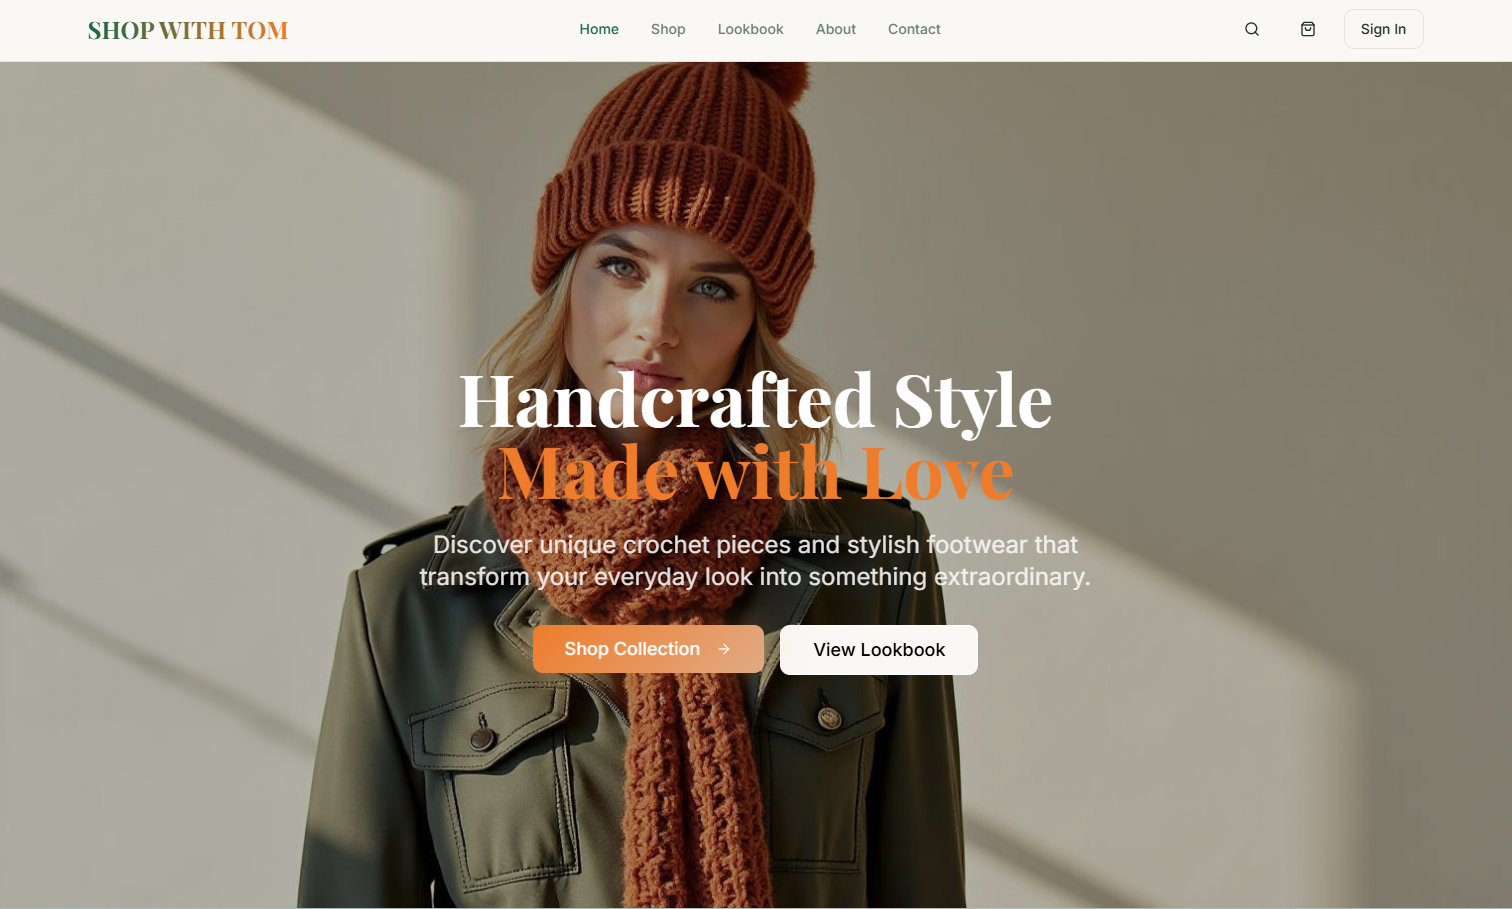 SHOP WITH TOM
Home
Shop
Lookbook
About
Contact
Sign In
Handcrafted Style
Made with Love
Discover unique crochet pieces and stylish footwear that
transform your everyday look into something extraordinary.
Shop Collection →
View Lookbook